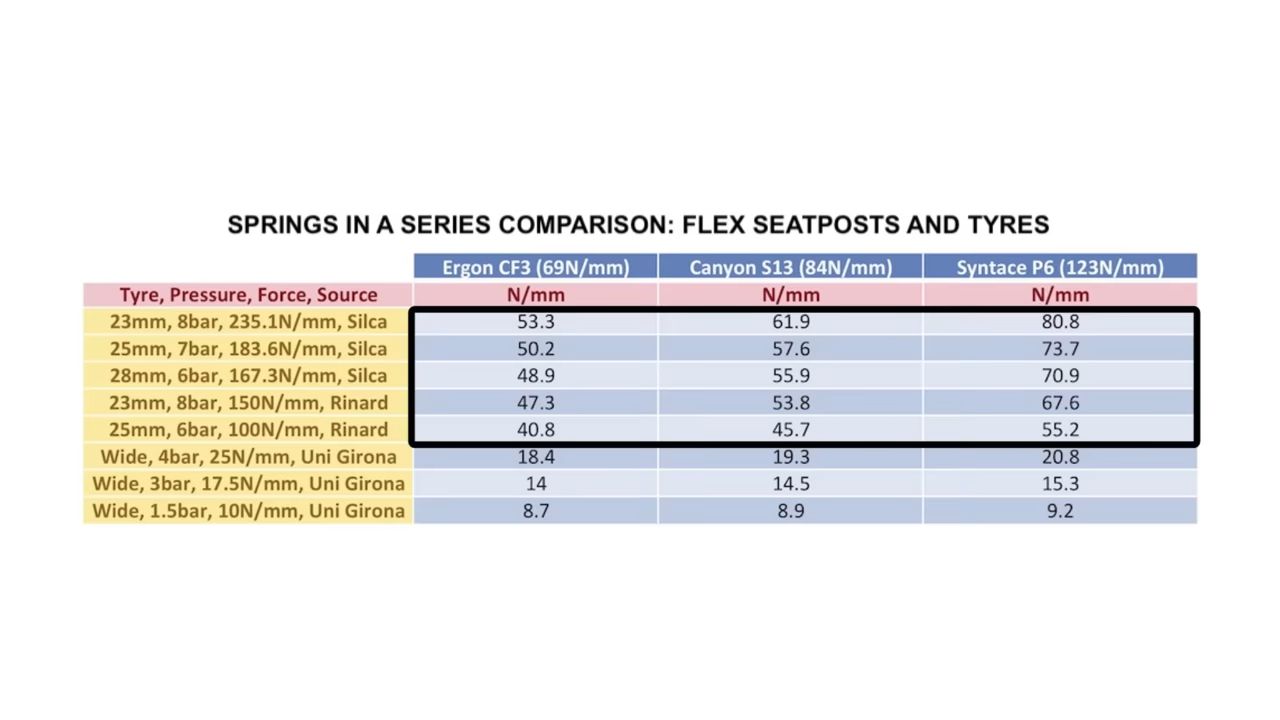 SPRINGS IN A SERIES COMPARISON: FLEX SEATPOSTS AND TYRES
Ergon CF3 (69N/mm) Canyon S13 (84N/mm) Syntace P6 (123N/mm)
Tyre, Pressure, Force, Source N/mm N/mm N/mm
23mm, 8bar, 235.1N/mm, Silca 53.3 61.9 80.8
25mm, 7bar, 183.6N/mm, Silca 50.2 57.6 73.7
28mm, 6bar, 167.3N/mm, Silca 48.9 55.9 70.9
23mm, 8bar, 150N/mm, Rinard 47.3 53.8 67.6
25mm, 6bar, 100N/mm, Rinard 40.8 45.7 55.2
Wide, 4bar, 25N/mm, Uni Girona 18.4 19.3 20.8
Wide, 3bar, 17.5N/mm, Uni Girona 14 14.5 15.3
Wide, 1.5bar, 10N/mm, Uni Girona 8.7 8.9 9.2